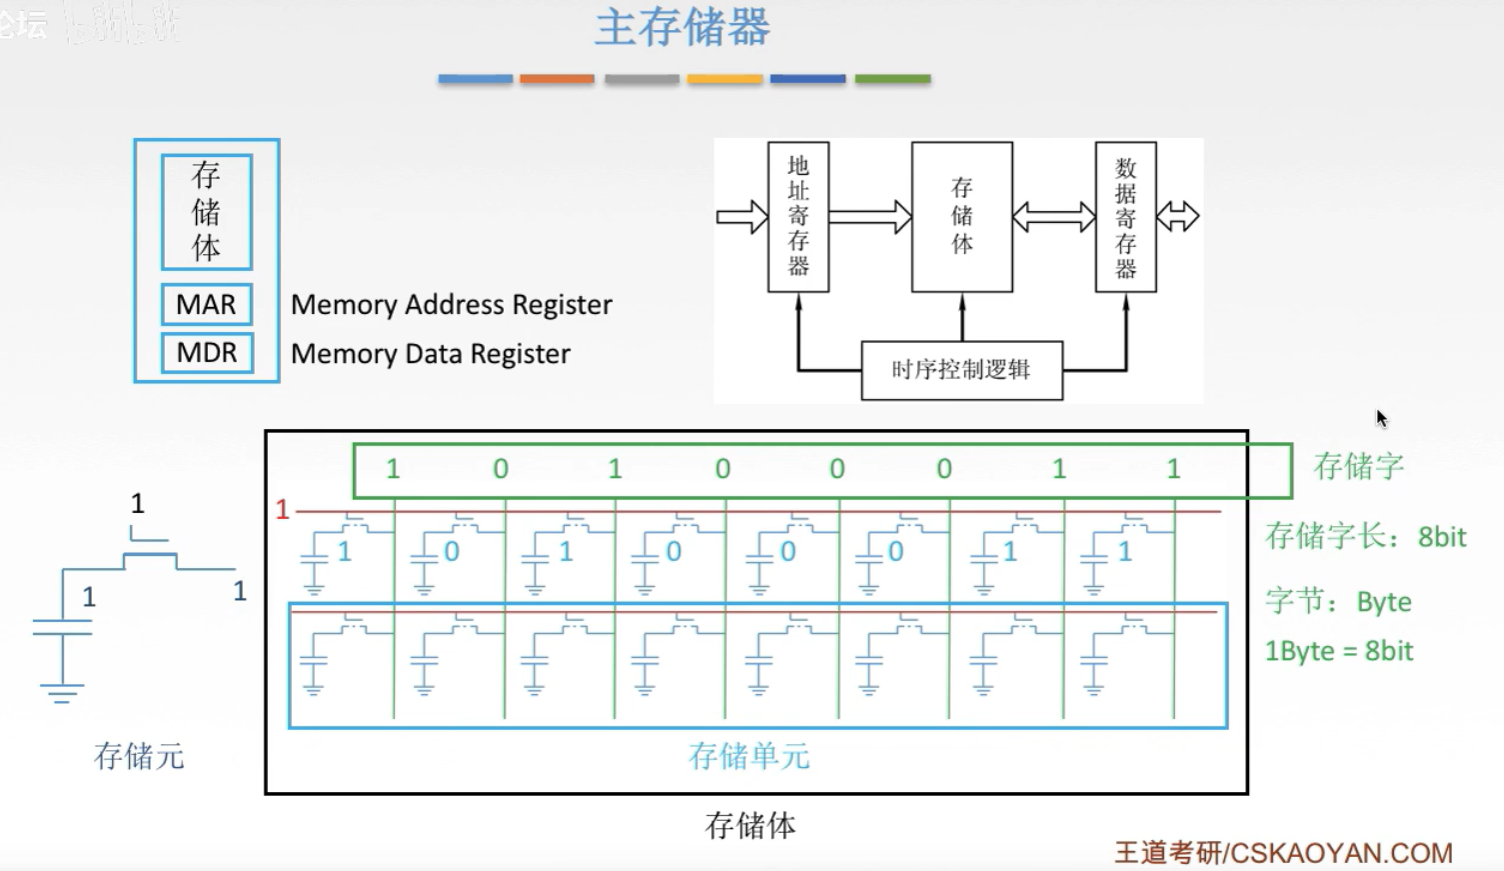 论坛 bilibili
主存储器
存储体
MAR Memory Address Register
MDR Memory Data Register
地址寄存器
存储体
数据寄存器
时序控制逻辑
1 0 1 0 0 0 1 1 存储字
1
1 0 1 0 0 0 1 1
存储字长：8bit
字节：Byte
1Byte = 8bit
1
1
1
存储元
存储单元
存储体
王道考研/CSKAOYAN.COM